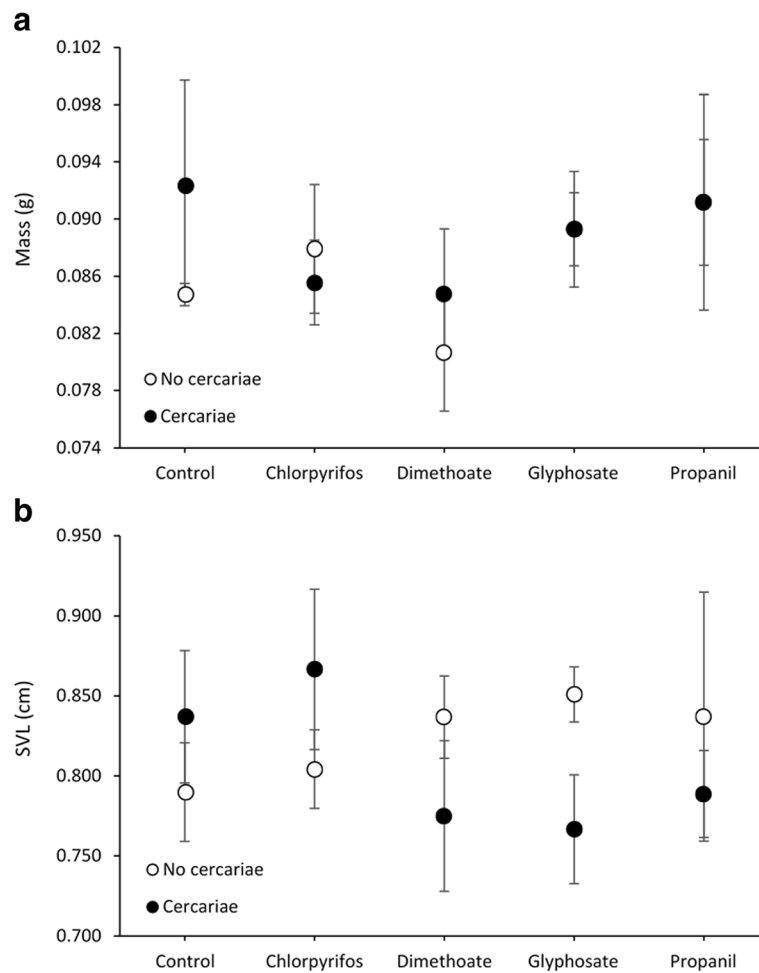 a
0.102
0.098
0.094
0.090
0.086
0.082
0.078
0.074
Mass (g)
No cercariae
Cercariae
Control Chlorpyrifos Dimethoate Glyphosate Propanil
b
0.950
0.900
0.850
0.800
0.750
0.700
SVL (cm)
No cercariae
Cercariae
Control Chlorpyrifos Dimethoate Glyphosate Propanil